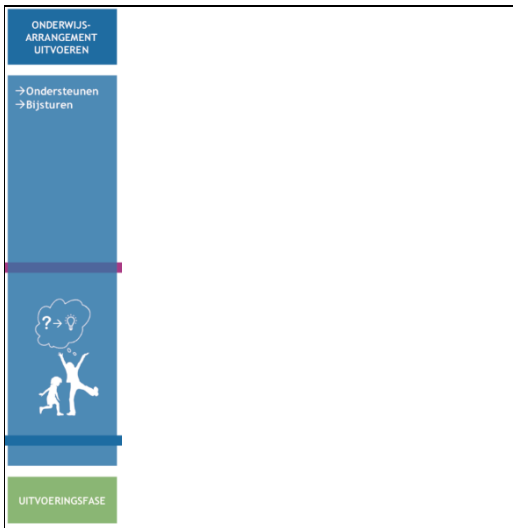 ONDERWIJS-
ARRANGEMENT
UITVOEREN
→Ondersteunen
→Bijsturen
?→
UITVOERINGSFASE